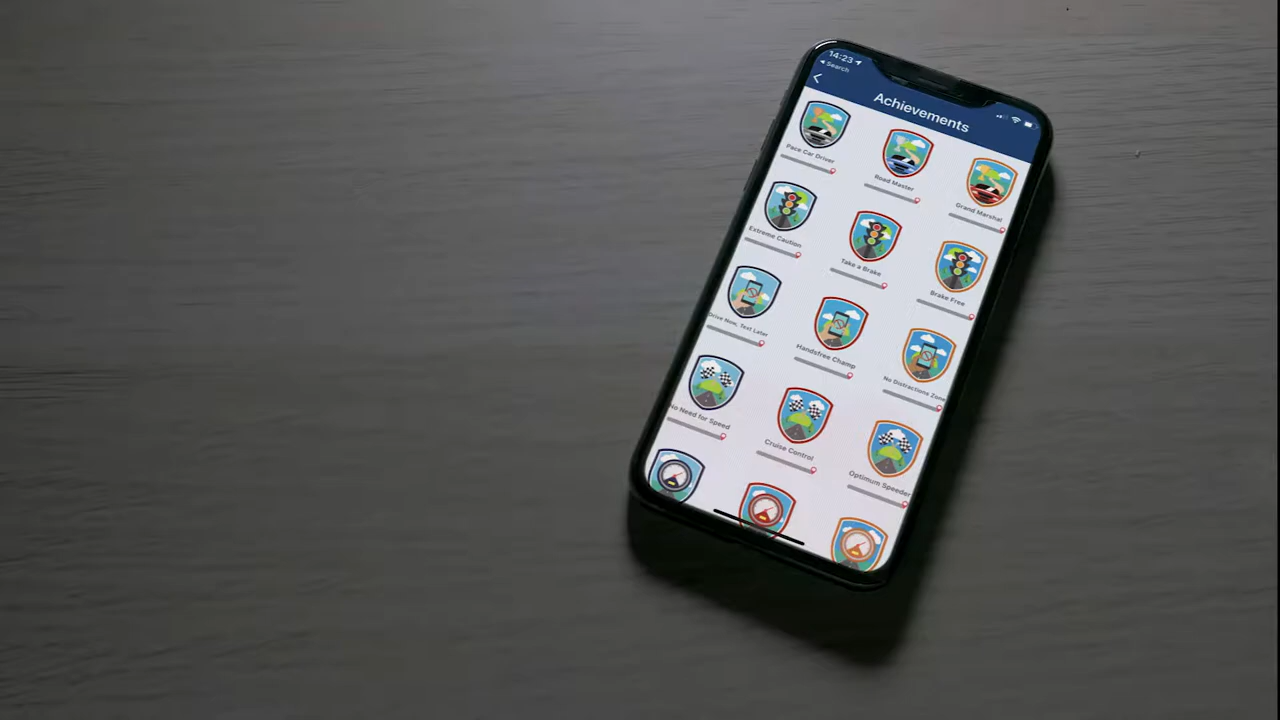 14:23
Search
Achievements
Pace Car Driver
Road Master
Grand Marshal
Extreme Caution
Take a Brake
Brake Free
Drive Now, Text Later
Handsfree Champ
No Distractions Zone
No Need for Speed
Cruise Control
Optimum Speeder